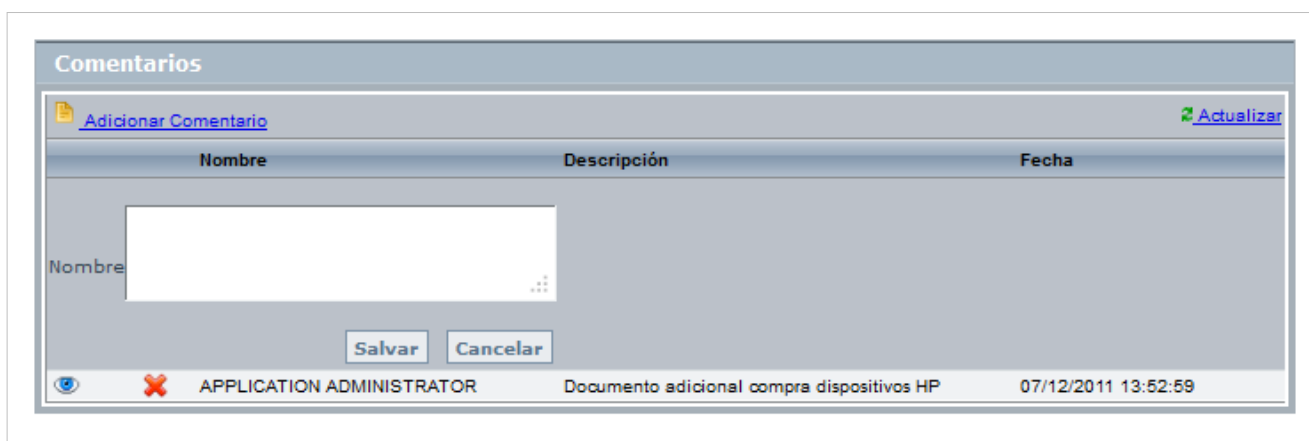 Comentarios
Adicionar Comentario Actualizar
Nombre Descripción Fecha
Nombre
Salvar Cancelar
APPLICATION ADMINISTRATOR Documento adicional compra dispositivos HP 07/12/2011 13:52:59